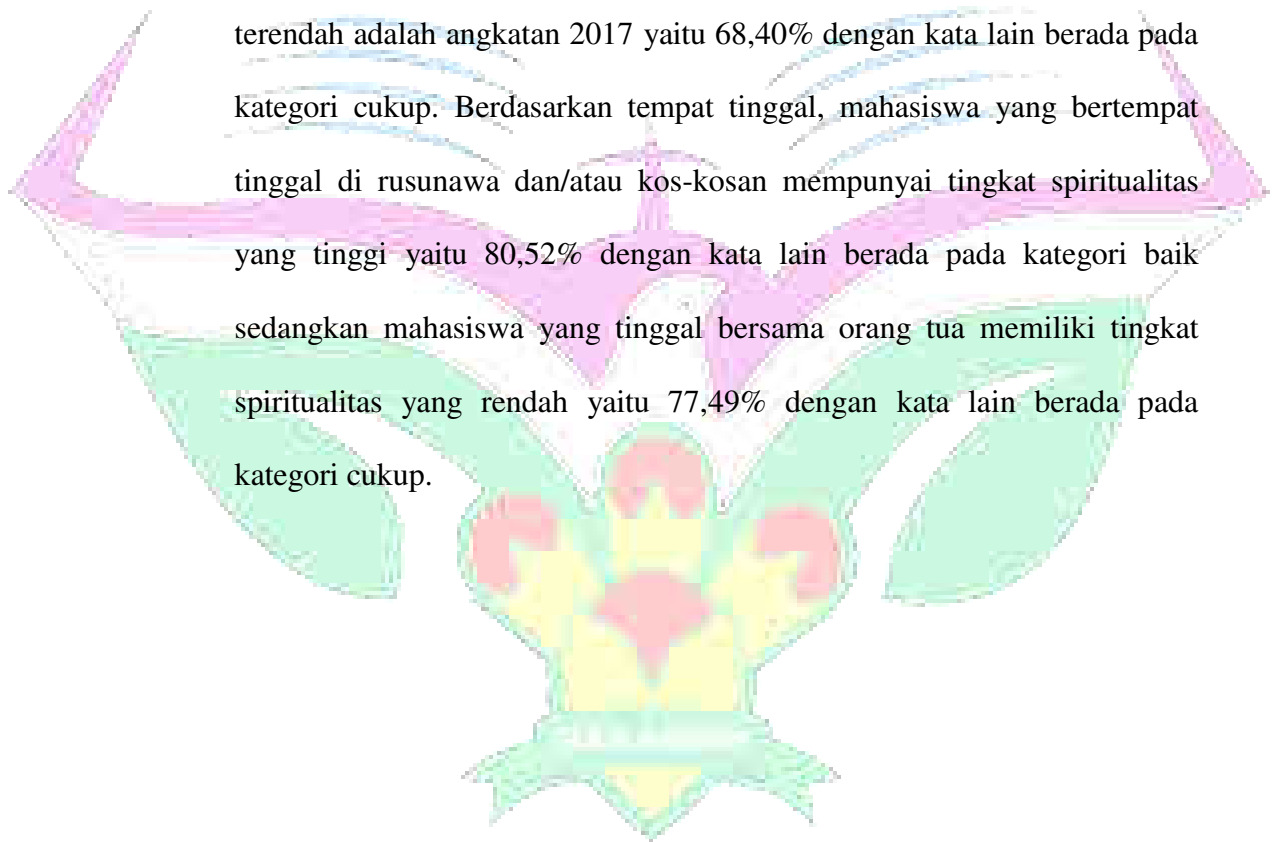 terendah adalah angkatan 2017 yaitu 68,40% dengan kata lain berada pada
kategori cukup. Berdasarkan tempat tinggal, mahasiswa yang bertempat
tinggal di rusunawa dan/atau kos-kosan mempunyai tingkat spiritualitas
yang tinggi yaitu 80,52% dengan kata lain berada pada kategori baik
sedangkan mahasiswa yang tinggal bersama orang tua memiliki tingkat
spiritualitas yang rendah yaitu 77,49% dengan kata lain berada pada
kategori cukup.